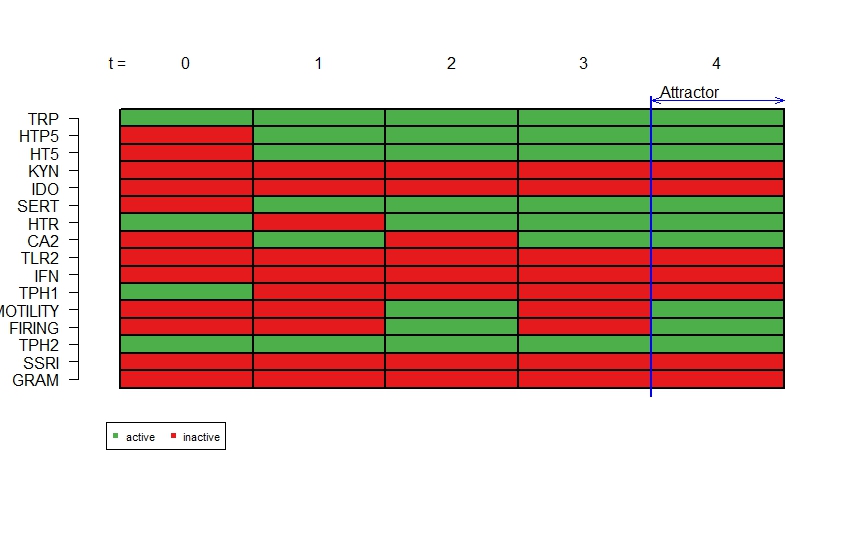 t = 0 1 2 3 4
Attractor
TRP
HTP5
HT5
KYN
IDO
SERT
HTR
CA2
TLR2
IFN
TPH1
MOTILITY
FIRING
TPH2
SSRI
GRAM
active inactive